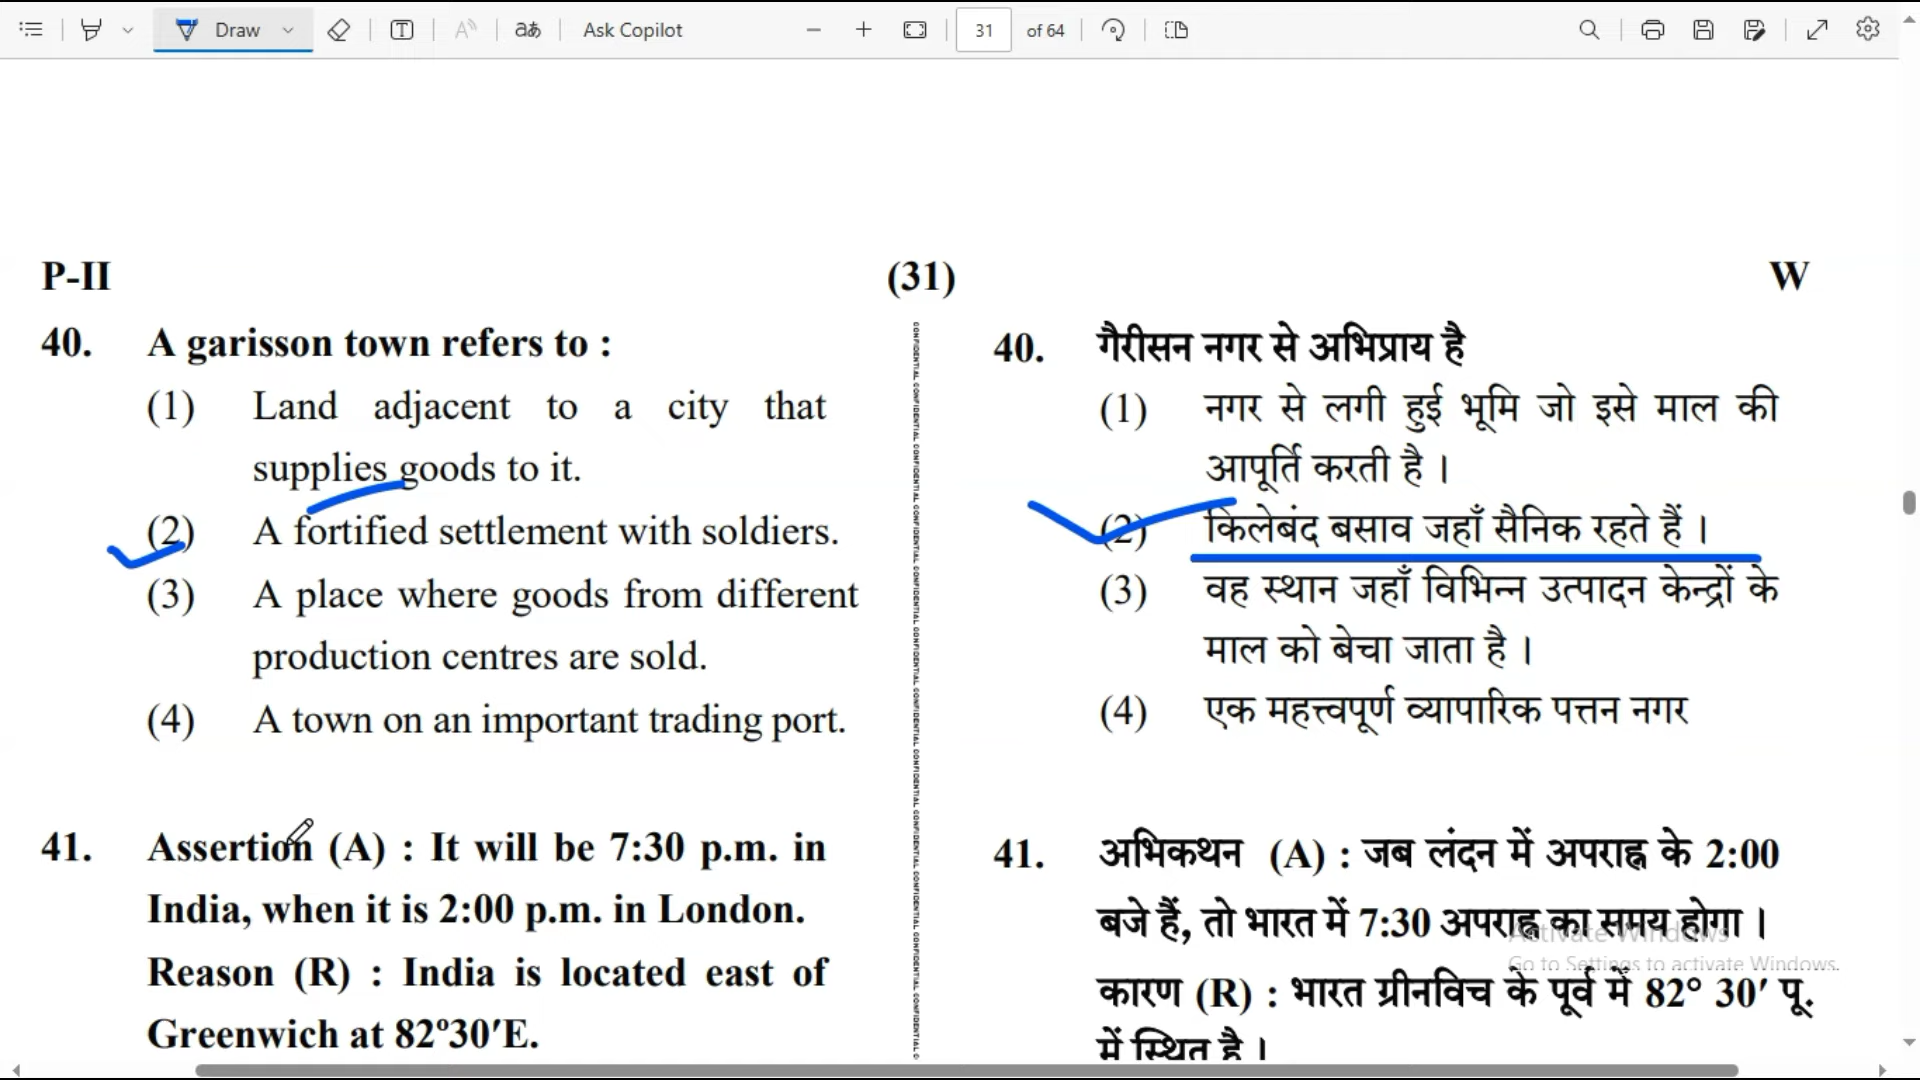 Draw
Ask Copilot
31 of 64
P-II (31) W
40. A garisson town refers to :
(1) Land adjacent to a city that
supplies goods to it.
(2) A fortified settlement with soldiers.
(3) A place where goods from different
production centres are sold.
(4) A town on an important trading port.
41. Assertion (A) : It will be 7:30 p.m. in
India, when it is 2:00 p.m. in London.
Reason (R) : India is located east of
Greenwich at 82º30′E.
40. गैरीसन नगर से अभिप्राय है
(1) नगर से लगी हुई भूमि जो इसे माल की
आपूर्ति करती है ।
(2) किलेबंद बसाव जहाँ सैनिक रहते हैं ।
(3) वह स्थान जहाँ विभिन्न उत्पादन केन्द्रों के
माल को बेचा जाता है ।
(4) एक महत्त्वपूर्ण व्यापारिक पत्तन नगर
41. अभिकथन (A) : जब लंदन में अपराह्न के 2:00
बजे हैं, तो भारत में 7:30 अपराह्न का समय होगा ।
कारण (R) : भारत ग्रीनविच के पूर्व में 82° 30′ पू.
में स्थित है ।
Activate Windows
Go to Settings to activate Windows.